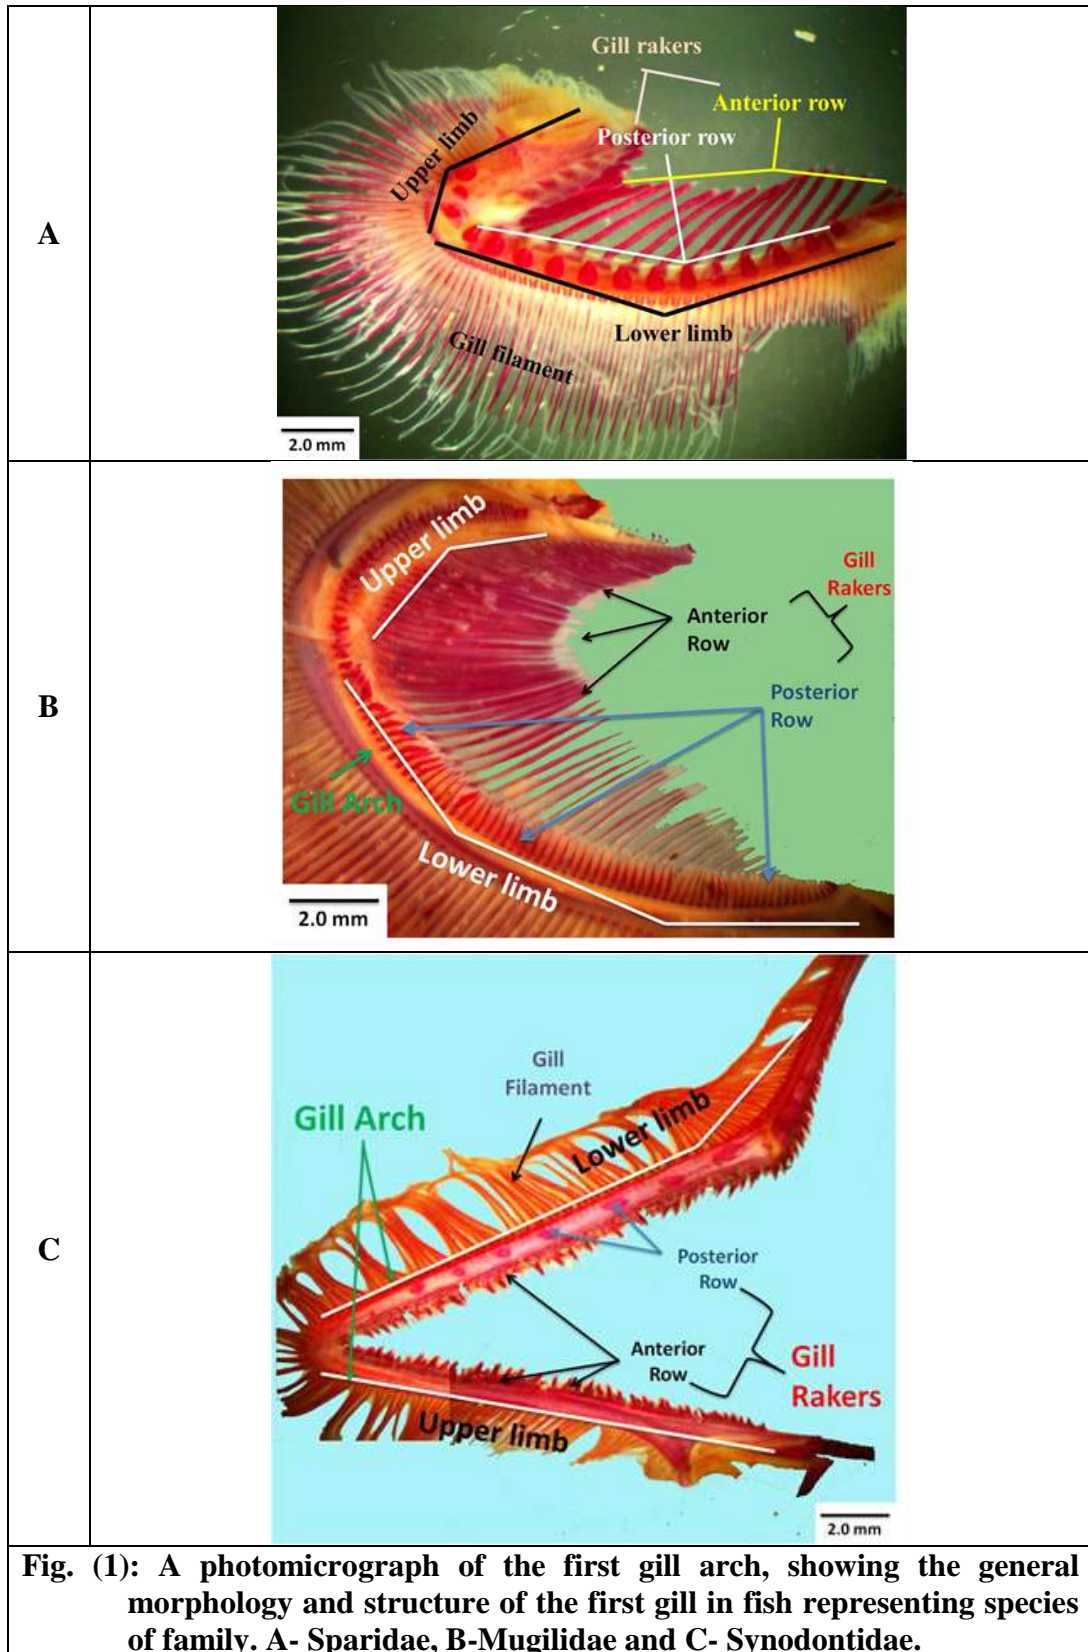 A
Gill rakers
Anterior row
Posterior row
Upper limb
Lower limb
Gill filament
2.0 mm
B
Upper limb
Gill
Rakers
Anterior
Row
Posterior
Row
Gill Arch
Lower limb
2.0 mm
C
Gill
Filament
Gill Arch
Lower limb
Posterior
Row
Anterior
Row
Gill
Rakers
Upper limb
2.0 mm
Fig. (1): A photomicrograph of the first gill arch, showing the general
morphology and structure of the first gill in fish representing species
of family. A- Sparidae, B-Mugilidae and C- Synodontidae.